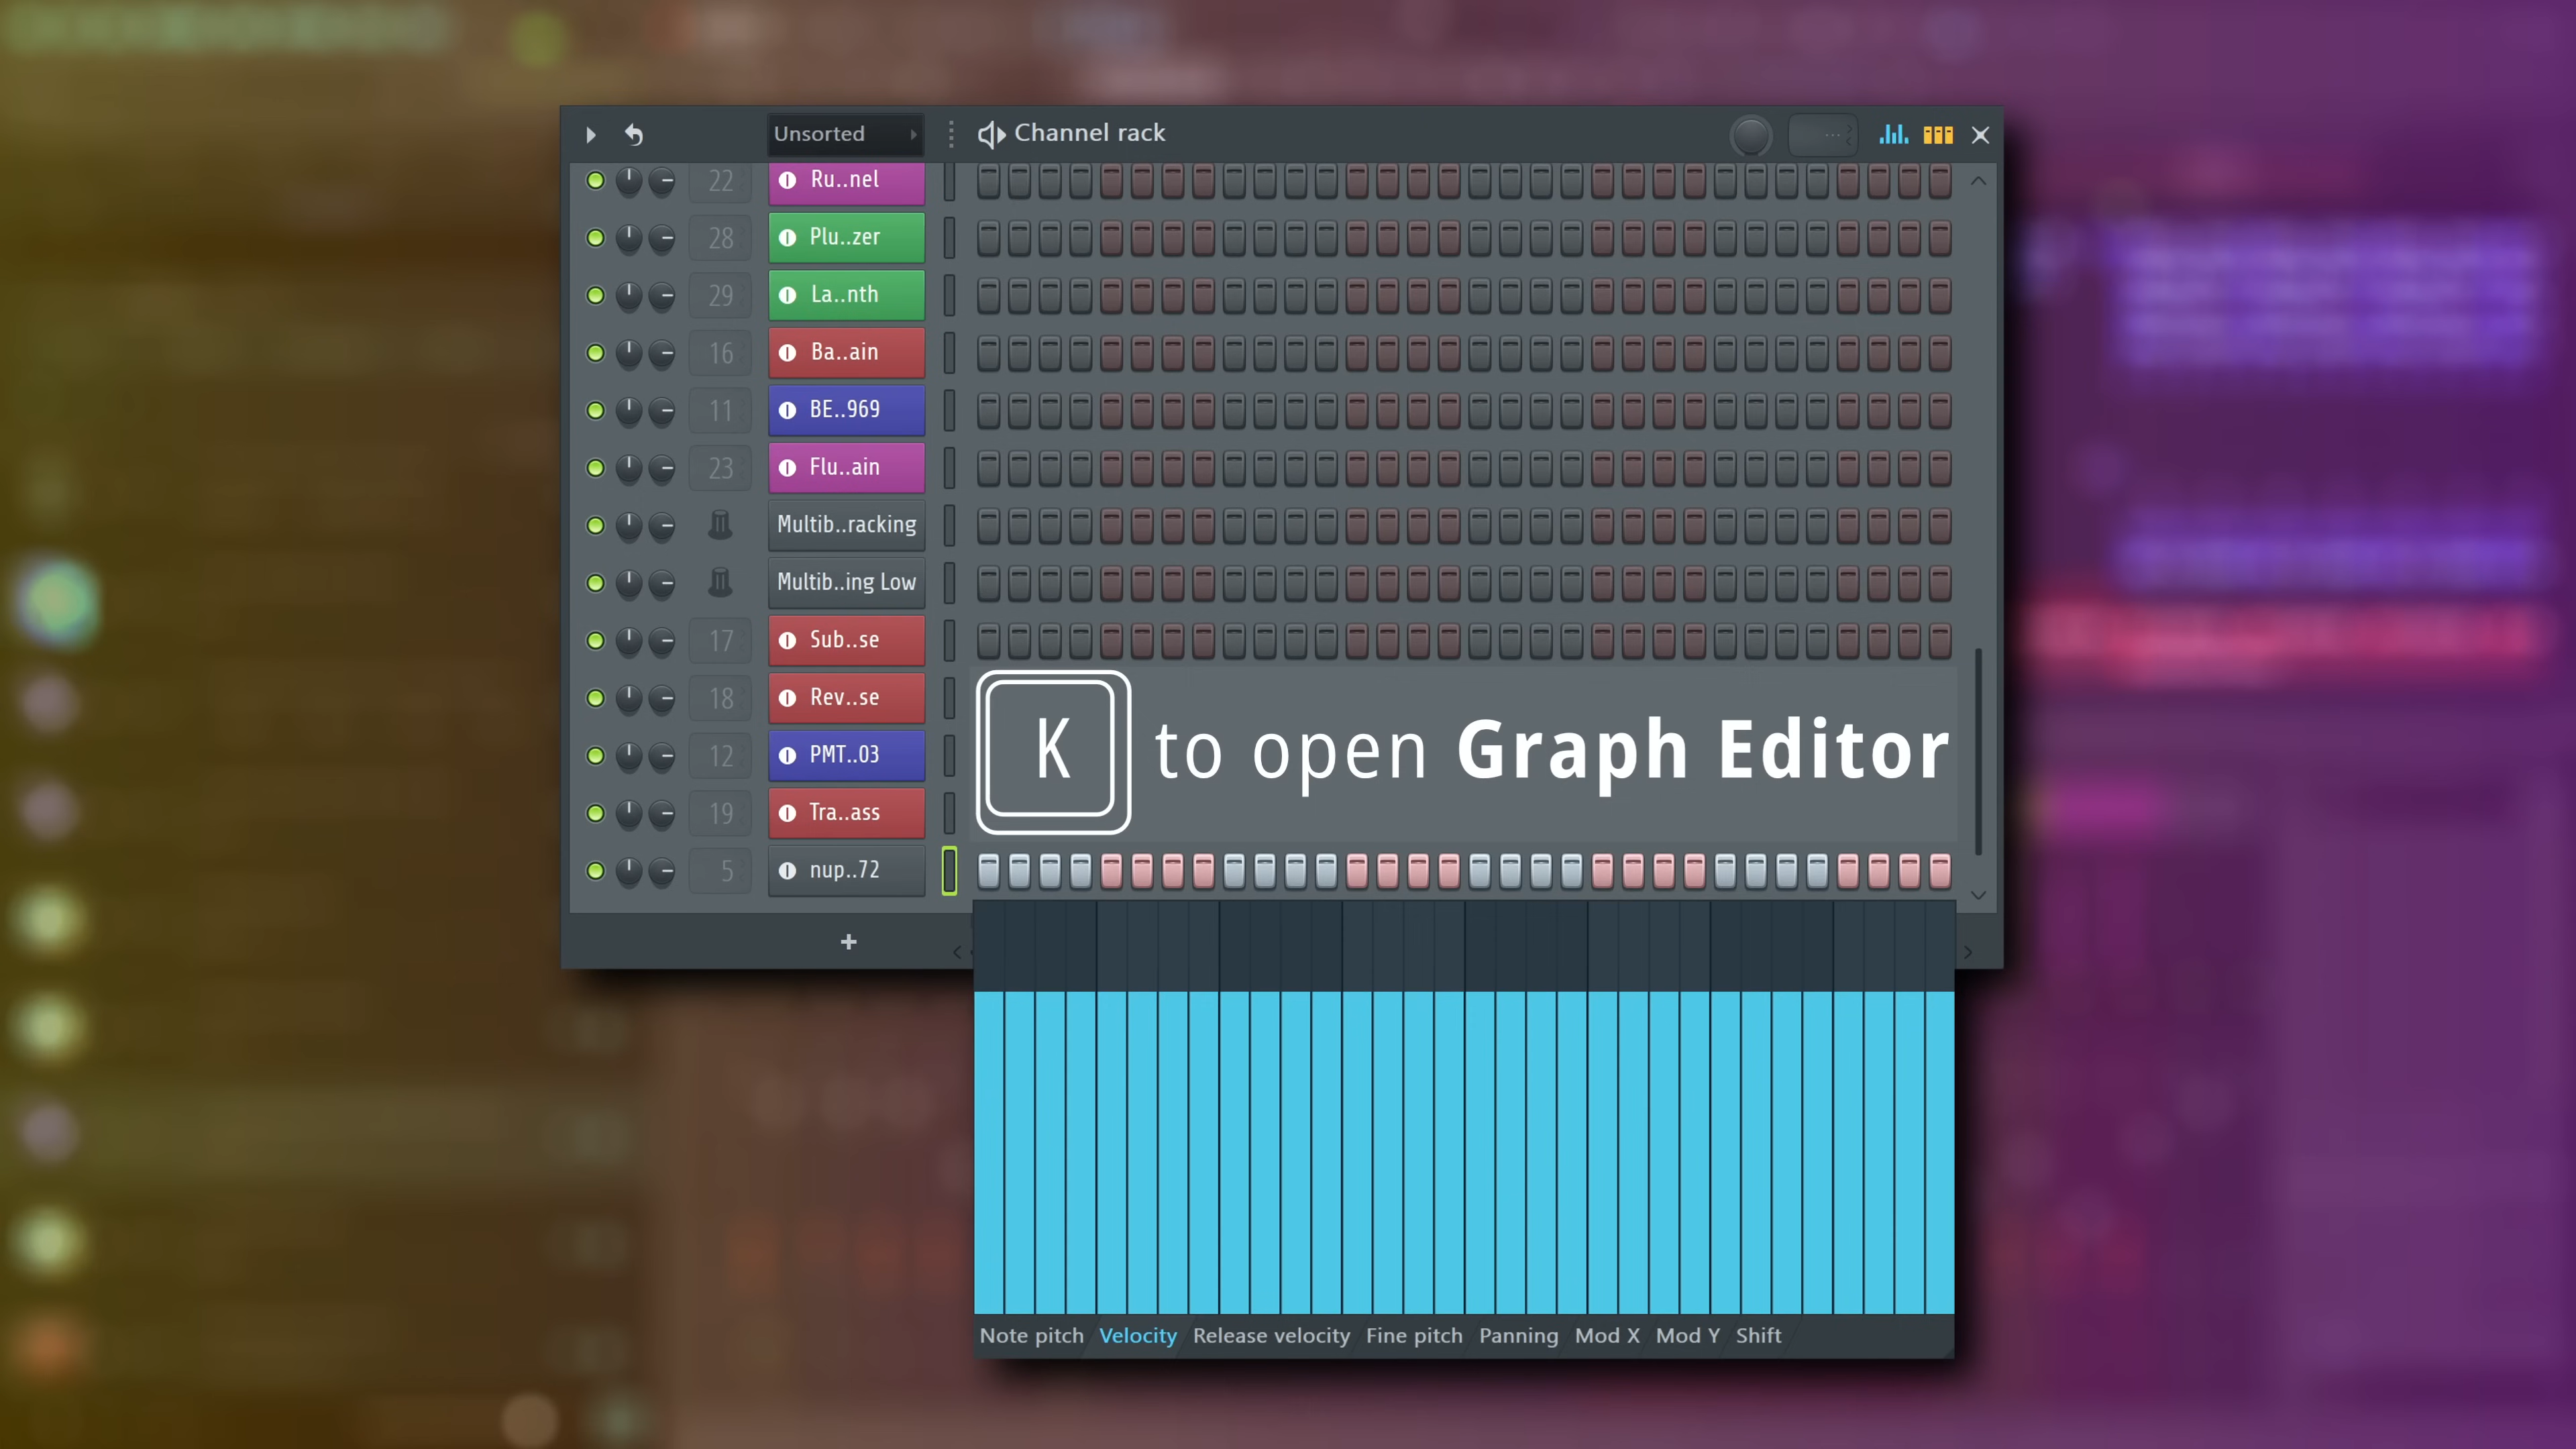 Unsorted
Channel rack
22 Ru..nel
28 Plu..zer
29 La..nth
16 Ba..ain
11 BE..969
23 Flu..ain
Multib..racking
Multib..ing Low
17 Sub..se
18 Rev..se
12 PMT..03
19 Tra..ass
K to open Graph Editor
5 nup..72
Note pitch Velocity Release velocity Fine pitch Panning Mod X Mod Y Shift